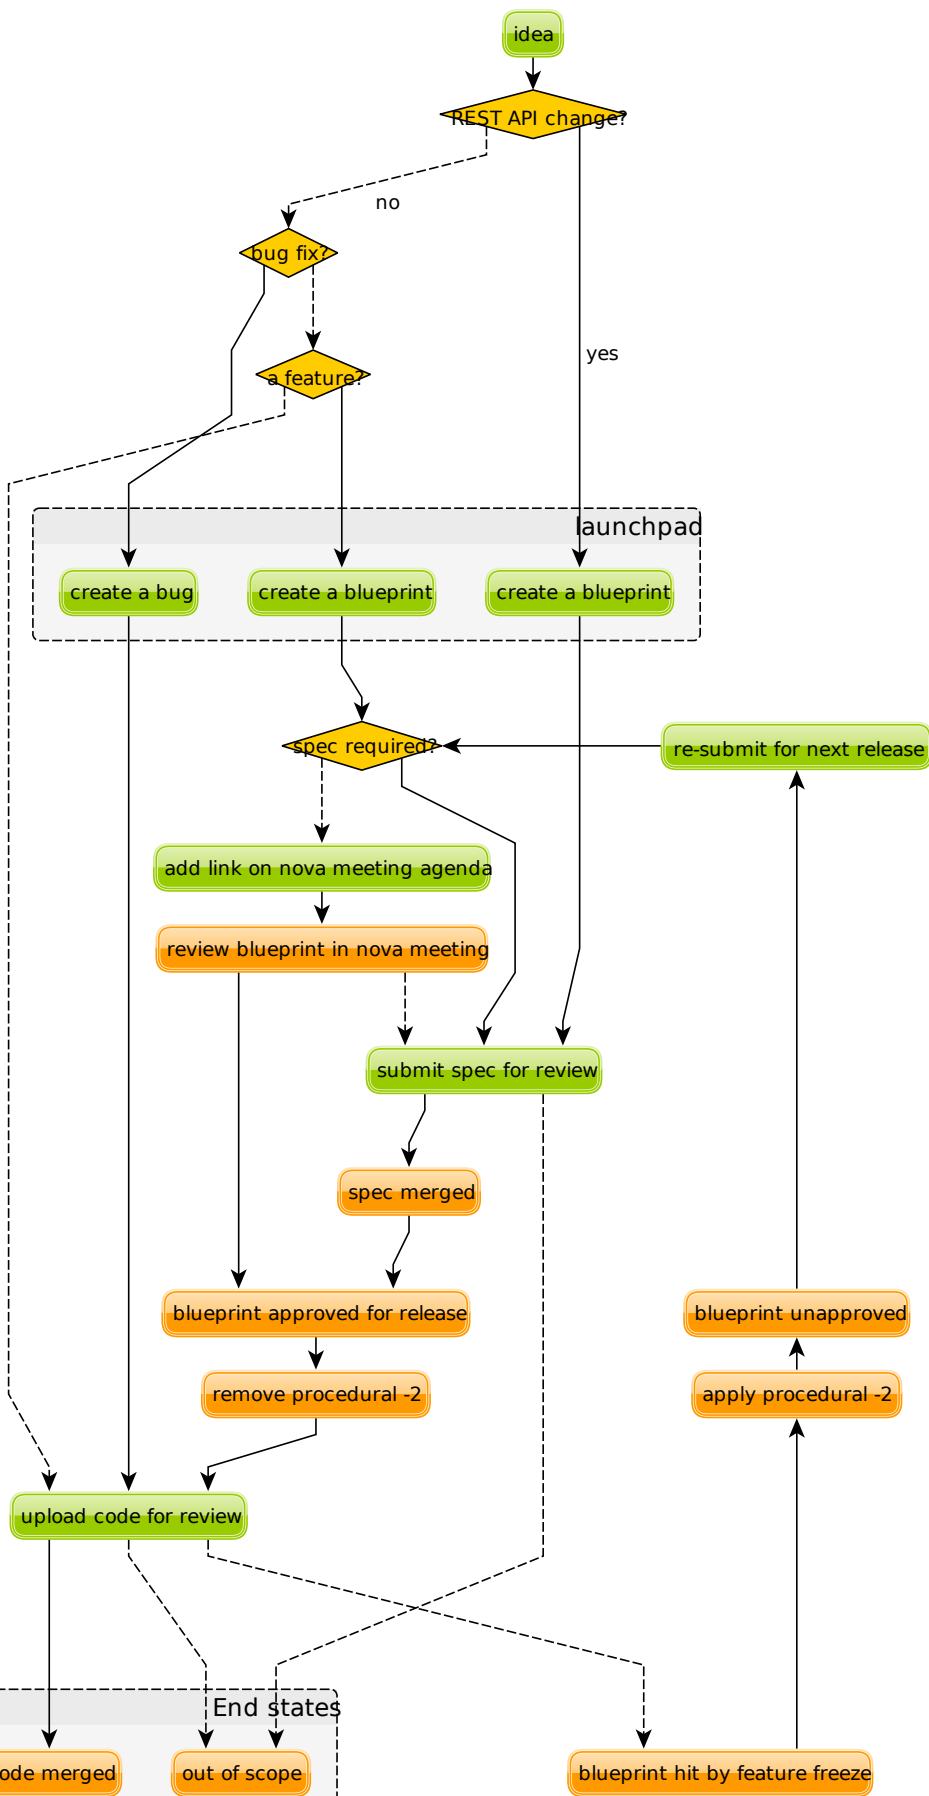 idea
REST API change?
no
bug fix?
yes
a feature?
launchpad
create a bug
create a blueprint
create a blueprint
spec required?
re-submit for next release
add link on nova meeting agenda
review blueprint in nova meeting
submit spec for review
spec merged
blueprint approved for release
blueprint unapproved
remove procedural -2
apply procedural -2
upload code for review
End states
ode merged
out of scope
blueprint hit by feature freeze